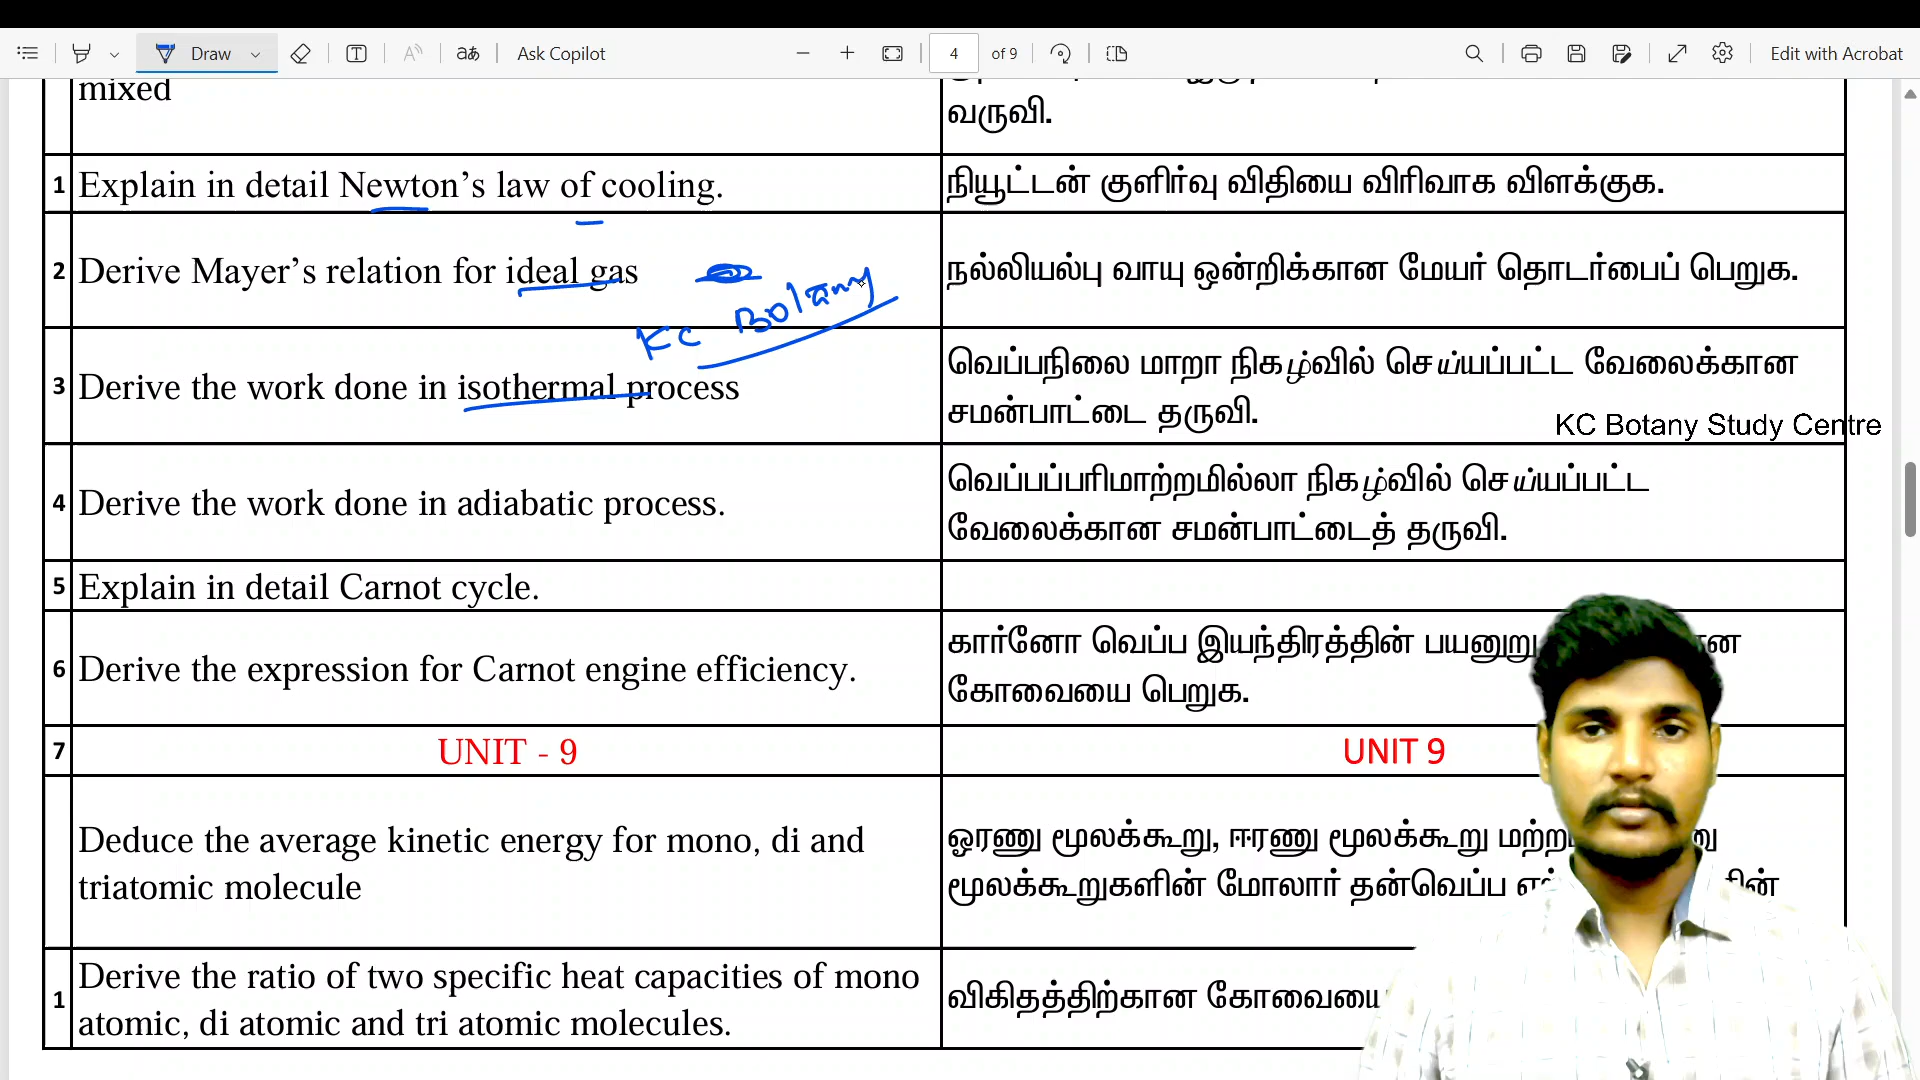 Draw
Ask Copilot
4 of 9
Edit with Acrobat
mixed
வருவி.
1 Explain in detail Newton’s law of cooling.
நியூட்டன் குளிர்வு விதியை விரிவாக விளக்குக.
2 Derive Mayer’s relation for ideal gas
நல்லியல்பு வாயு ஒன்றிக்கான மேயர் தொடர்பைப் பெறுக.
KC Botany
3 Derive the work done in isothermal process
வெப்பநிலை மாறா நிகழ்வில் செய்யப்பட்ட வேலைக்கான
சமன்பாட்டை தருவி.
KC Botany Study Centre
4 Derive the work done in adiabatic process.
வெப்பப்பரிமாற்றமில்லா நிகழ்வில் செய்யப்பட்ட
வேலைக்கான சமன்பாட்டைத் தருவி.
5 Explain in detail Carnot cycle.
6 Derive the expression for Carnot engine efficiency.
கார்னோ வெப்ப இயந்திரத்தின் பயனுறு
கோவையை பெறுக.
7 UNIT - 9
UNIT 9
Deduce the average kinetic energy for mono, di and
triatomic molecule
ஓரணு மூலக்கூறு, ஈரணு மூலக்கூறு
மூலக்கூறுகளின் மோலார் தன்வெப்ப
1 Derive the ratio of two specific heat capacities of mono
atomic, di atomic and tri atomic molecules.
விகிதத்திற்கான கோவையை